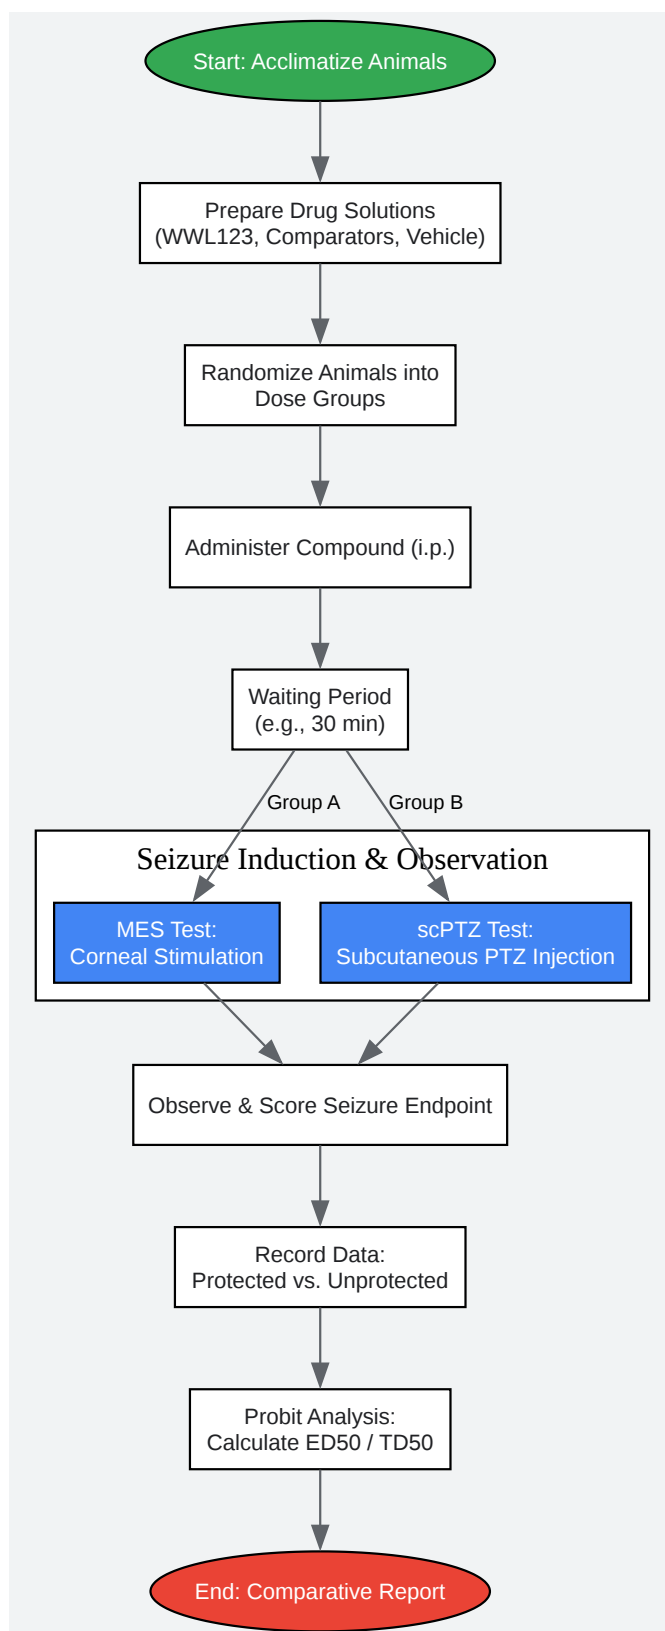 Start: Acclimatize Animals
Prepare Drug Solutions
(WWL123, Comparators, Vehicle)
Randomize Animals into
Dose Groups
Administer Compound (i.p.)
Waiting Period
(e.g., 30 min)
Group A
Group B
Seizure Induction & Observation
MES Test:
Corneal Stimulation
scPTZ Test:
Subcutaneous PTZ Injection
Observe & Score Seizure Endpoint
Record Data:
Protected vs. Unprotected
Probit Analysis:
Calculate ED50 / TD50
End: Comparative Report